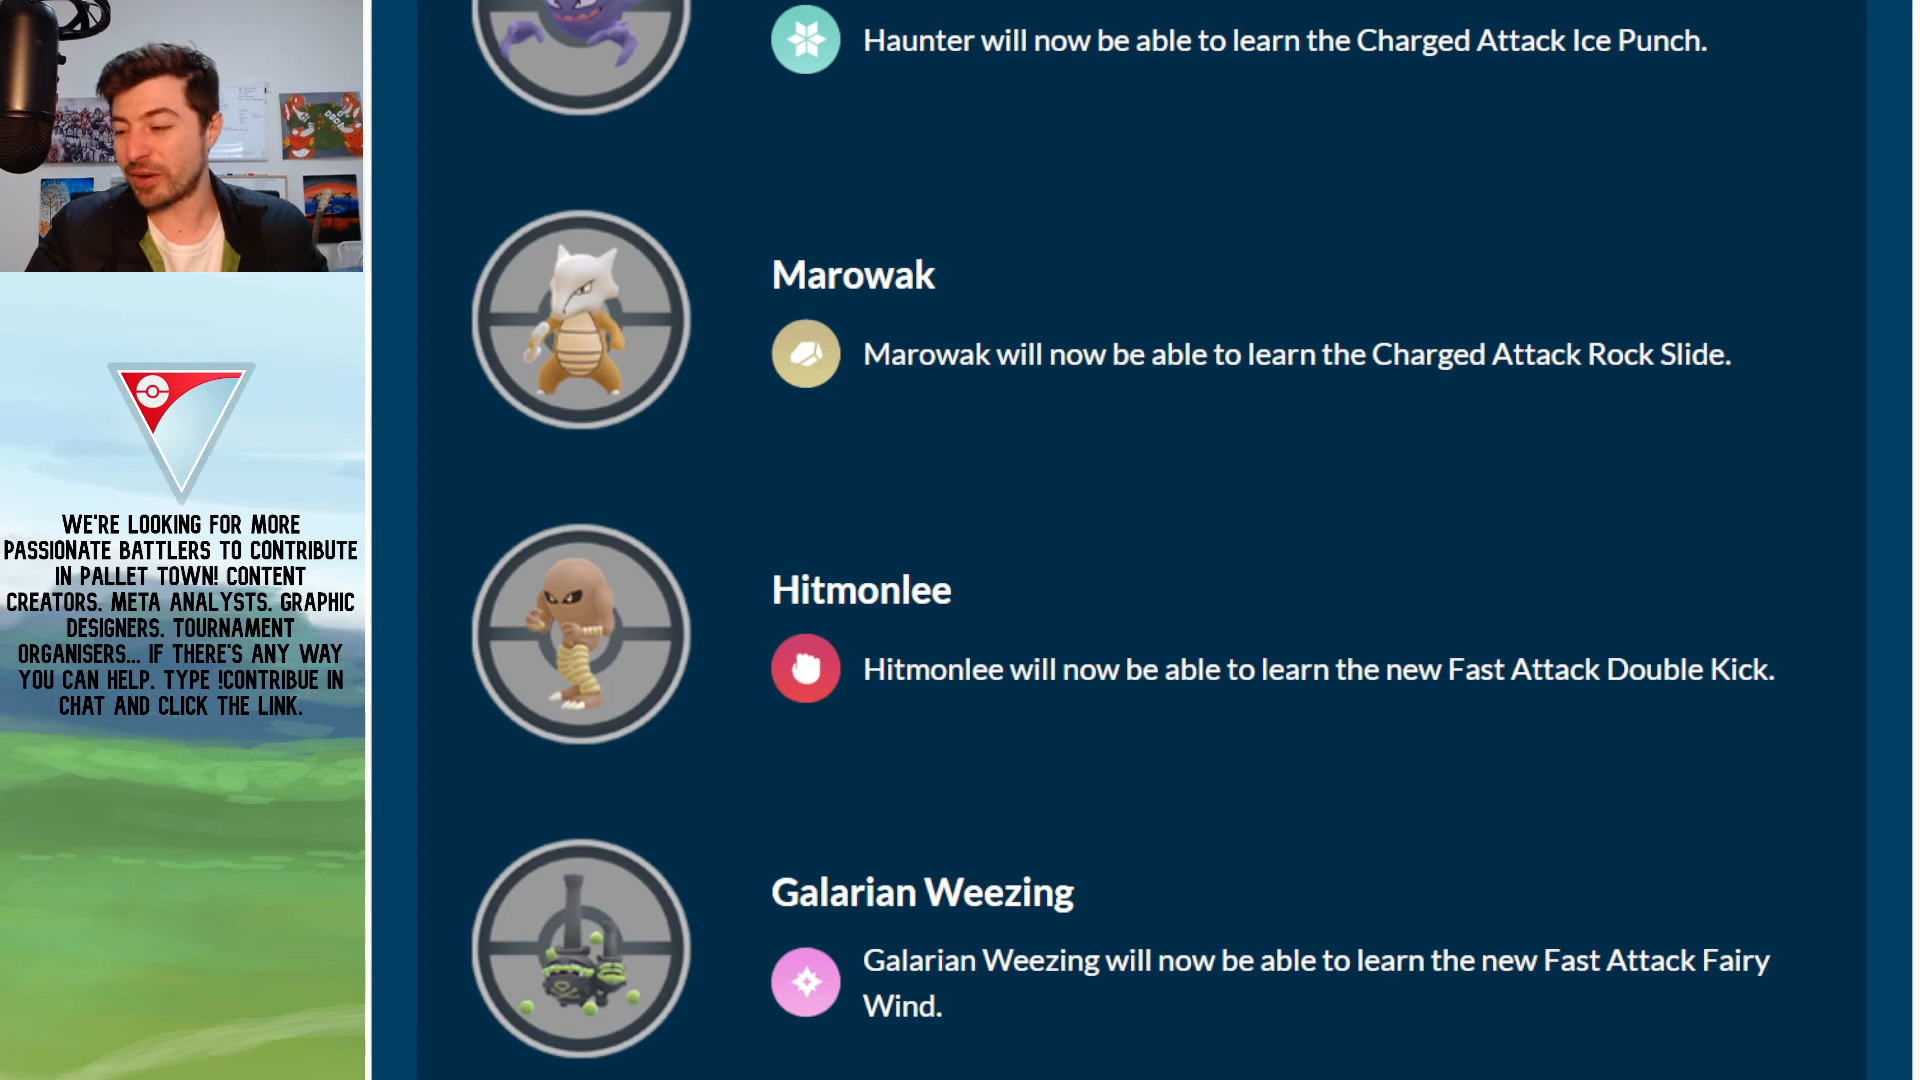 Haunter will now be able to learn the Charged Attack Ice Punch.
Marowak
Marowak will now be able to learn the Charged Attack Rock Slide.
Hitmonlee
Hitmonlee will now be able to learn the new Fast Attack Double Kick.
Galarian Weezing
Galarian Weezing will now be able to learn the new Fast Attack Fairy
Wind.
WE'RE LOOKING FOR MORE
PASSIONATE BATTLERS TO CONTRIBUTE
IN PALLET TOWN! CONTENT
CREATORS. META ANALYSTS. GRAPHIC
DESIGNERS. TOURNAMENT
ORGANISERS... IF THERE'S ANY WAY
YOU CAN HELP. TYPE !CONTRIBUE IN
CHAT AND CLICK THE LINK.